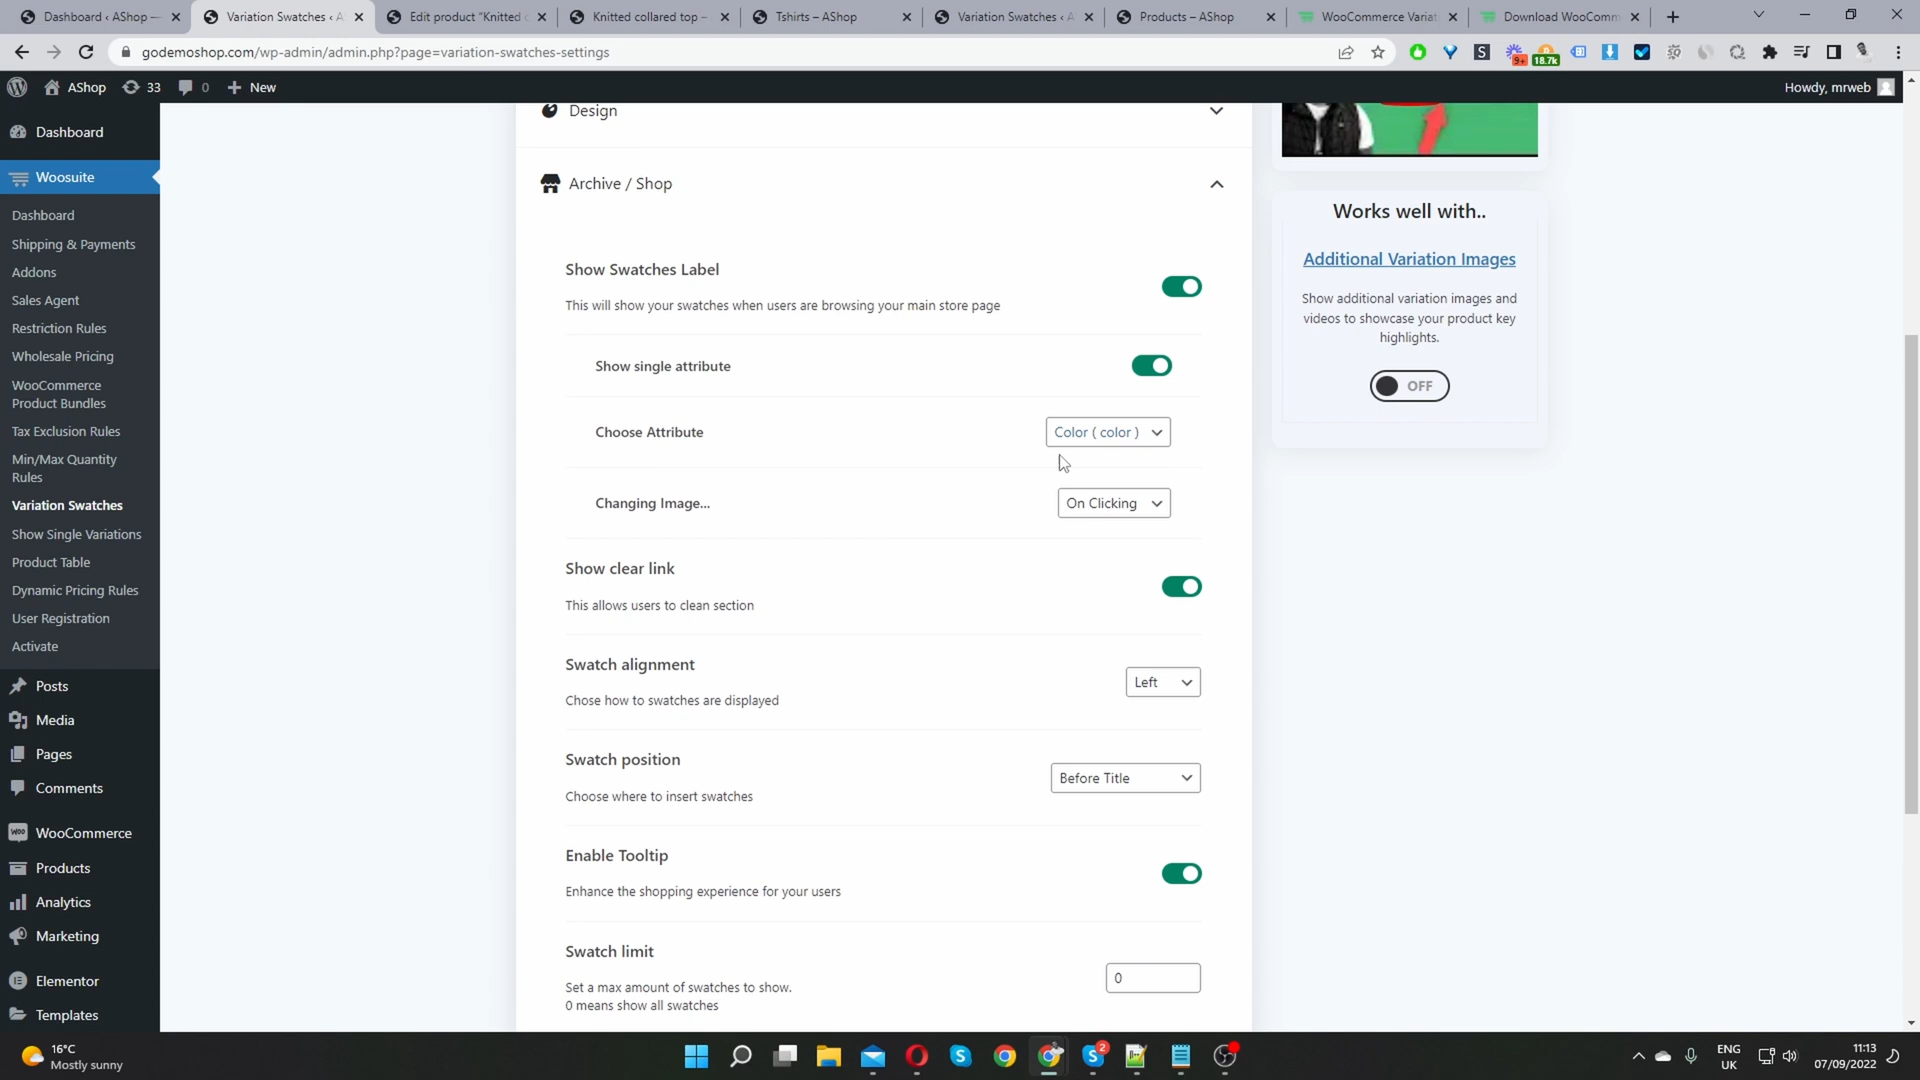 Dashboard ‹ AShop —
Variation Swatches ‹ A
Edit product "Knitted
Knitted collared top –
Tshirts – AShop
Variation Swatches ‹ A
Products – AShop
WooCommerce Variat
Download WooComm
godemoshop.com/wp-admin/admin.php?page=variation-swatches-settings
9+
18.7k
AShop
33
0
New
Howdy, mrweb
Dashboard
Woosuite
Dashboard
Shipping & Payments
Addons
Sales Agent
Restriction Rules
Wholesale Pricing
WooCommerce
Product Bundles
Tax Exclusion Rules
Min/Max Quantity
Rules
Variation Swatches
Show Single Variations
Product Table
Dynamic Pricing Rules
User Registration
Activate
Posts
Media
Pages
Comments
WooCommerce
Products
Analytics
Marketing
Elementor
Templates
Design
Archive / Shop
Show Swatches Label
This will show your swatches when users are browsing your main store page
Show single attribute
Choose Attribute
Color ( color )
Changing Image...
On Clicking
Show clear link
This allows users to clean section
Swatch alignment
Left
Chose how to swatches are displayed
Swatch position
Before Title
Choose where to insert swatches
Enable Tooltip
Enhance the shopping experience for your users
Swatch limit
0
Set a max amount of swatches to show.
0 means show all swatches
Works well with..
Additional Variation Images
Show additional variation images and
videos to showcase your product key
highlights.
OFF
16°C
Mostly sunny
2
ENG
UK
11:13
07/09/2022